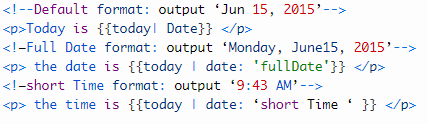 <!--Default format: output ‘Jun 15, 2015’-->
<p>Today is {{today| Date}} </p>
<!—Full Date format: output ‘Monday, June15, 2015’-->
<p> the date is {{today | date: 'fullDate'}} </p>
<!—short Time format: output ‘9:43 AM’-->
<p> the time is {{today | date: ‘short Time ‘ }} </p>